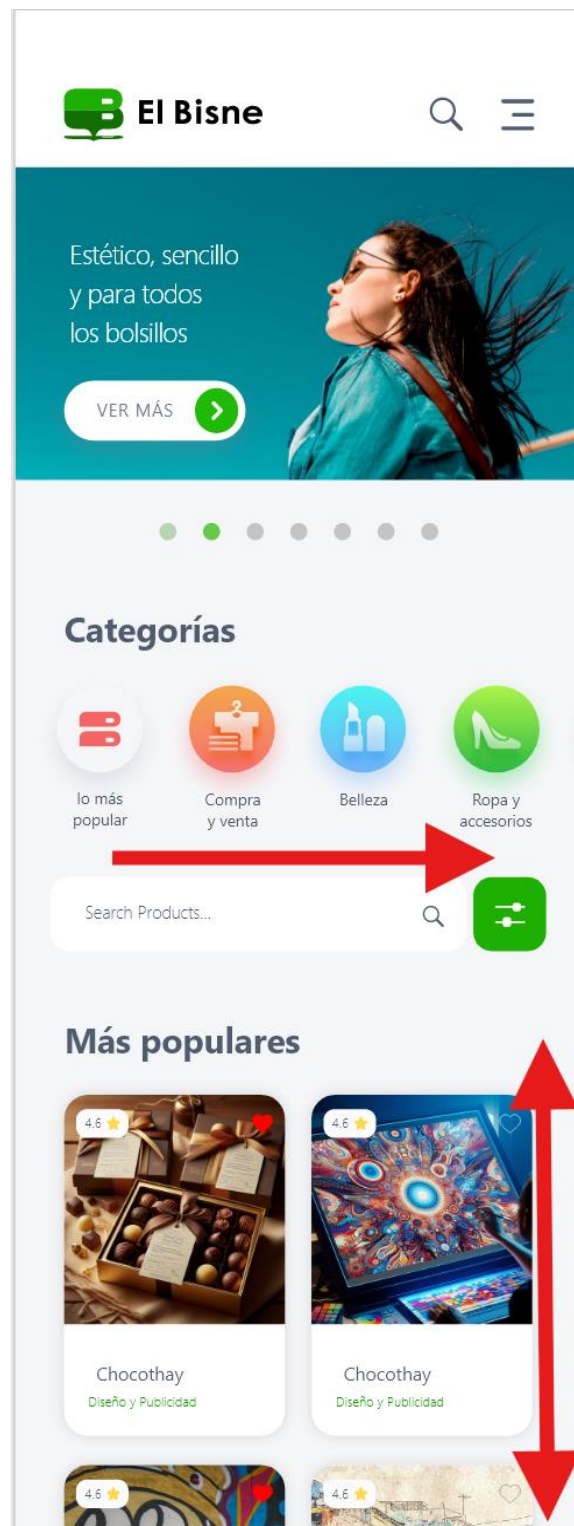 El Bisne
Estético, sencillo
y para todos
los bolsillos
VER MÁS
Categorías
lo más
popular
Compra
y venta
Belleza
Ropa y
accesorios
Search Products...
Más populares
4.6
4.6
Chocothay
Diseño y Publicidad
Chocothay
Diseño y Publicidad
4.6
4.6